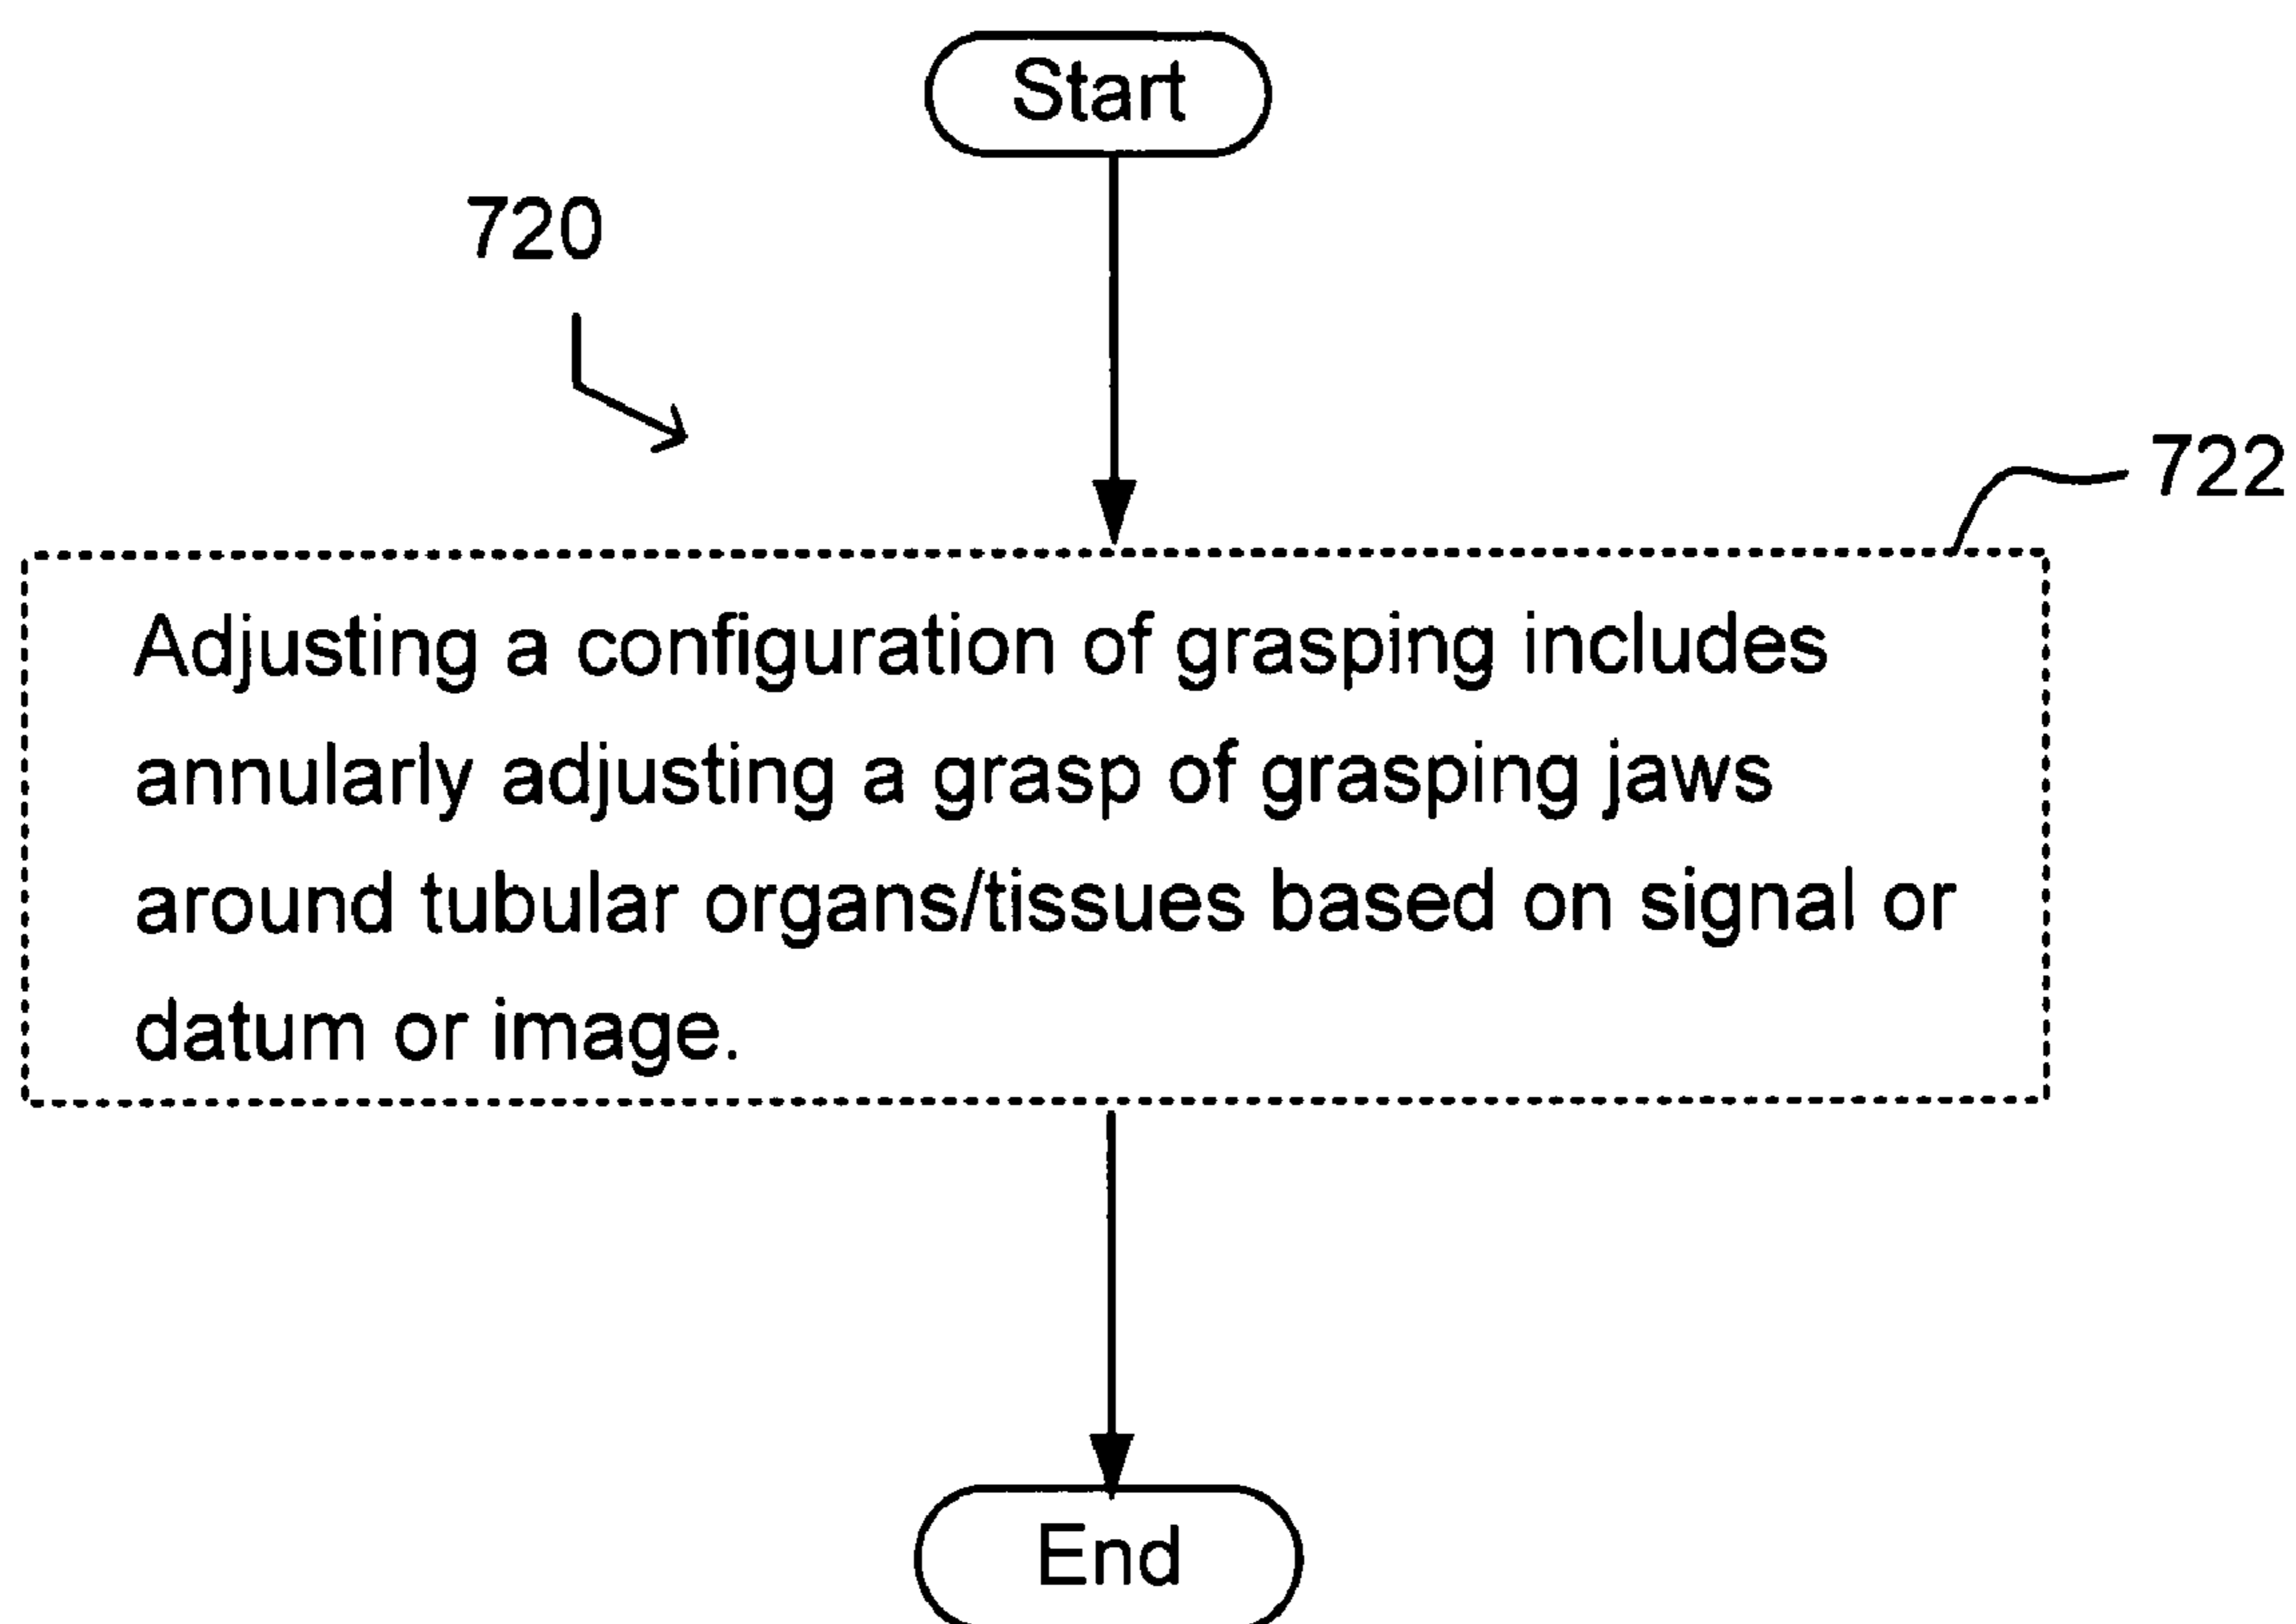 Start
720
722
Adjusting a configuration of grasping includes
annularly adjusting a grasp of grasping jaws
around tubular organs/tissues based on signal or
datum or image.
End